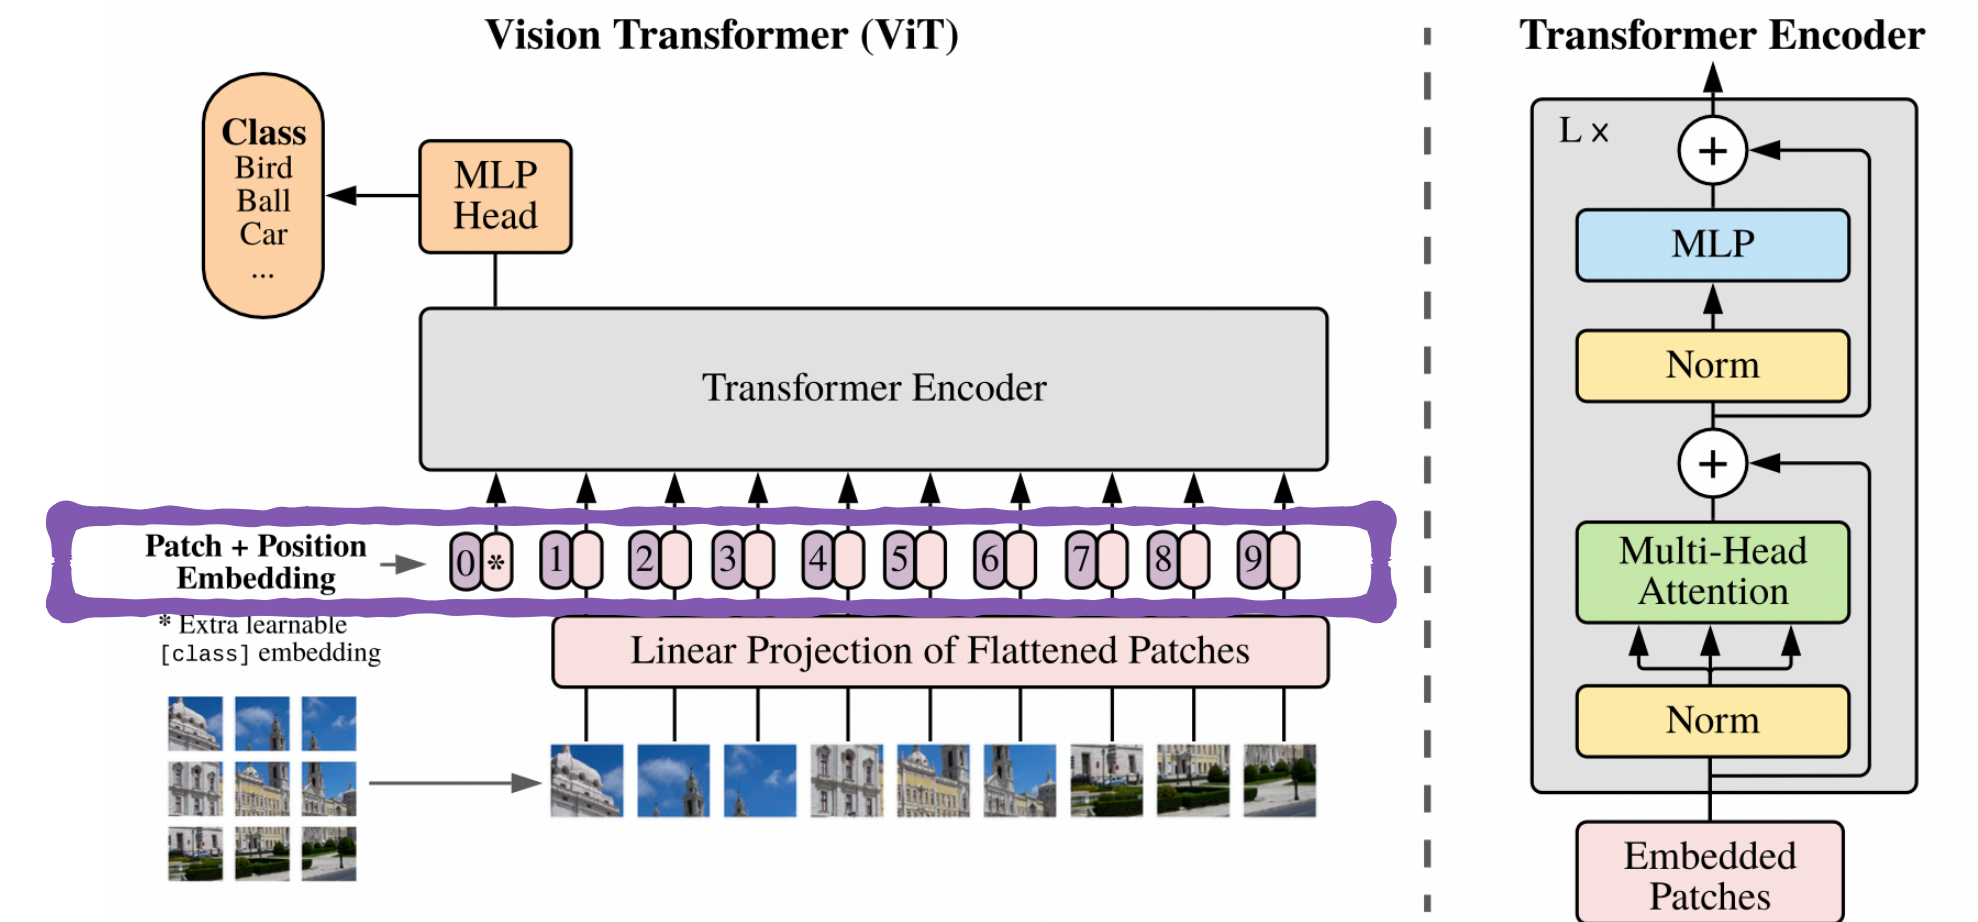 Vision Transformer (ViT)
Class
Bird
Ball
Car
...
MLP
Head
Transformer Encoder
Patch + Position
Embedding
0 * 1 2 3 4 5 6 7 8 9
* Extra learnable
[class] embedding
Linear Projection of Flattened Patches
Transformer Encoder
L ×
+
MLP
Norm
+
Multi-Head
Attention
Norm
Embedded
Patches